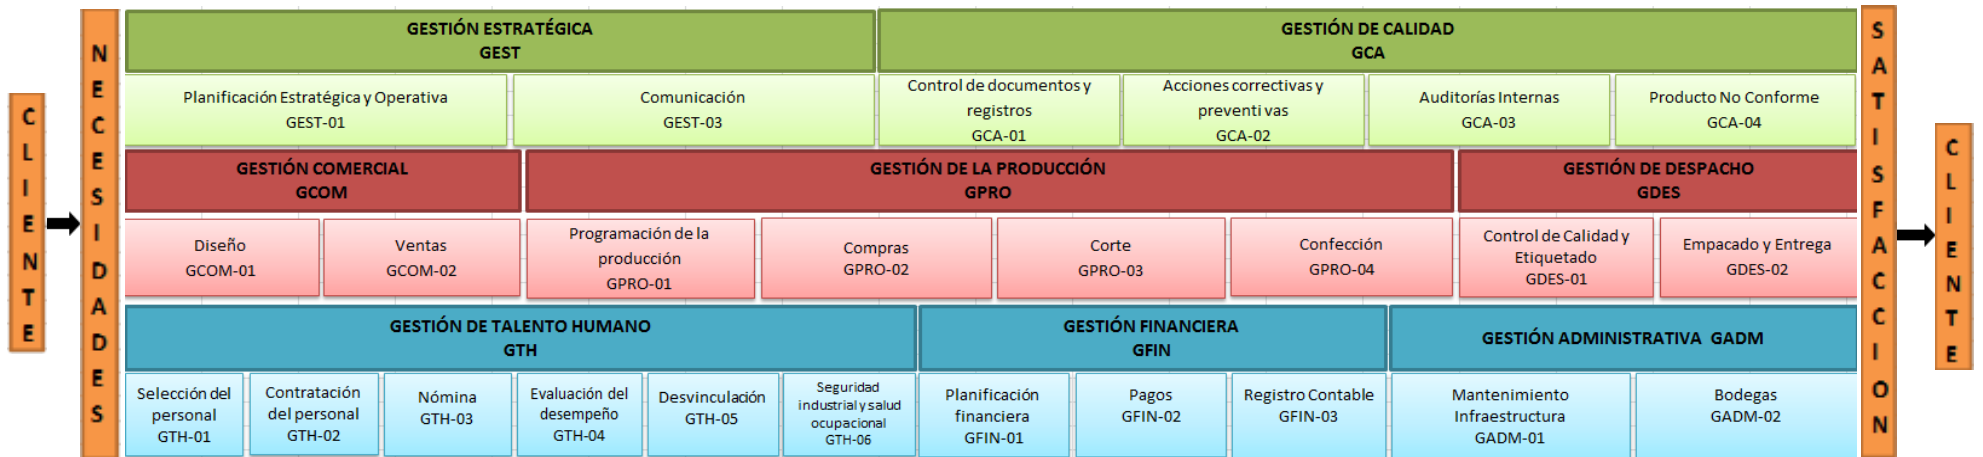 CLIENTE
NECESIDADES
GESTIÓN ESTRATÉGICA
GEST
GESTIÓN DE CALIDAD
GCA
Planificación Estratégica y Operativa
GEST-01
Comunicación
GEST-03
Control de documentos y
registros
GCA-01
Acciones correctivas y
preventi vas
GCA-02
Auditorías Internas
GCA-03
Producto No Conforme
GCA-04
GESTIÓN COMERCIAL
GCOM
GESTIÓN DE LA PRODUCCIÓN
GPRO
GESTIÓN DE DESPACHO
GDES
Diseño
GCOM-01
Ventas
GCOM-02
Programación de la
producción
GPRO-01
Compras
GPRO-02
Corte
GPRO-03
Confección
GPRO-04
Control de Calidad y
Etiquetado
GDES-01
Empacado y Entrega
GDES-02
GESTIÓN DE TALENTO HUMANO
GTH
GESTIÓN FINANCIERA
GFIN
GESTIÓN ADMINISTRATIVA GADM
Selección del
personal
GTH-01
Contratación
del personal
GTH-02
Nómina
GTH-03
Evaluación del
desempeño
GTH-04
Desvinculación
GTH-05
Seguridad
industrial y salud
ocupacional
GTH-06
Planificación
financiera
GFIN-01
Pagos
GFIN-02
Registro Contable
GFIN-03
Mantenimiento
Infraestructura
GADM-01
Bodegas
GADM-02
SATISFACCION
CLIENTE